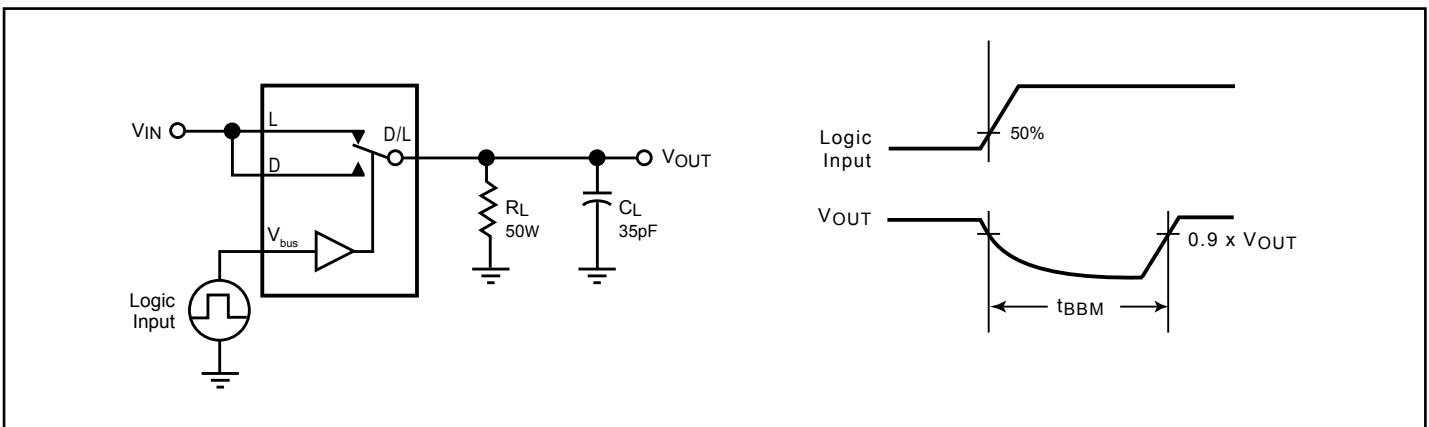 VIN
L
D/L
D
Vbus
Logic
Input
RL
50W
CL
35pF
VOUT
Logic
Input
50%
VOUT
0.9 x VOUT
tBBM